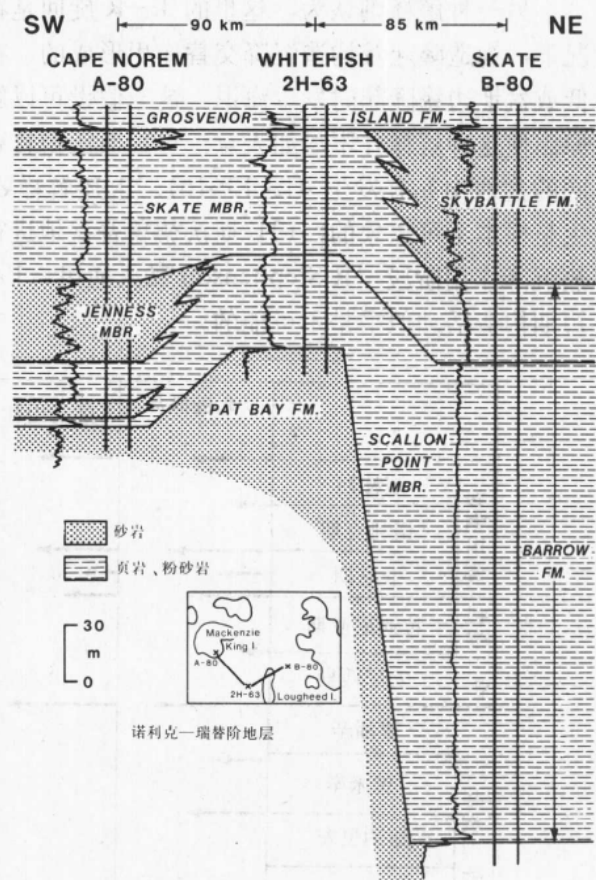 SW 90 km 85 km NE
CAPE NOREM WHITEFISH SKATE
A-80 2H-63 B-80
GROSVENOR ISLAND FM.
SKATE MBR. SKYBATTLE FM.
JENNESS
MBR.
PAT BAY FM.
SCALLON
POINT
MBR.
BARROW
FM.
砂岩
页岩、粉砂岩
30
m
0
Mackenzie
King I.
A-80
B-80
2H-63
Lougheed I.
诺利克—瑞替阶地层